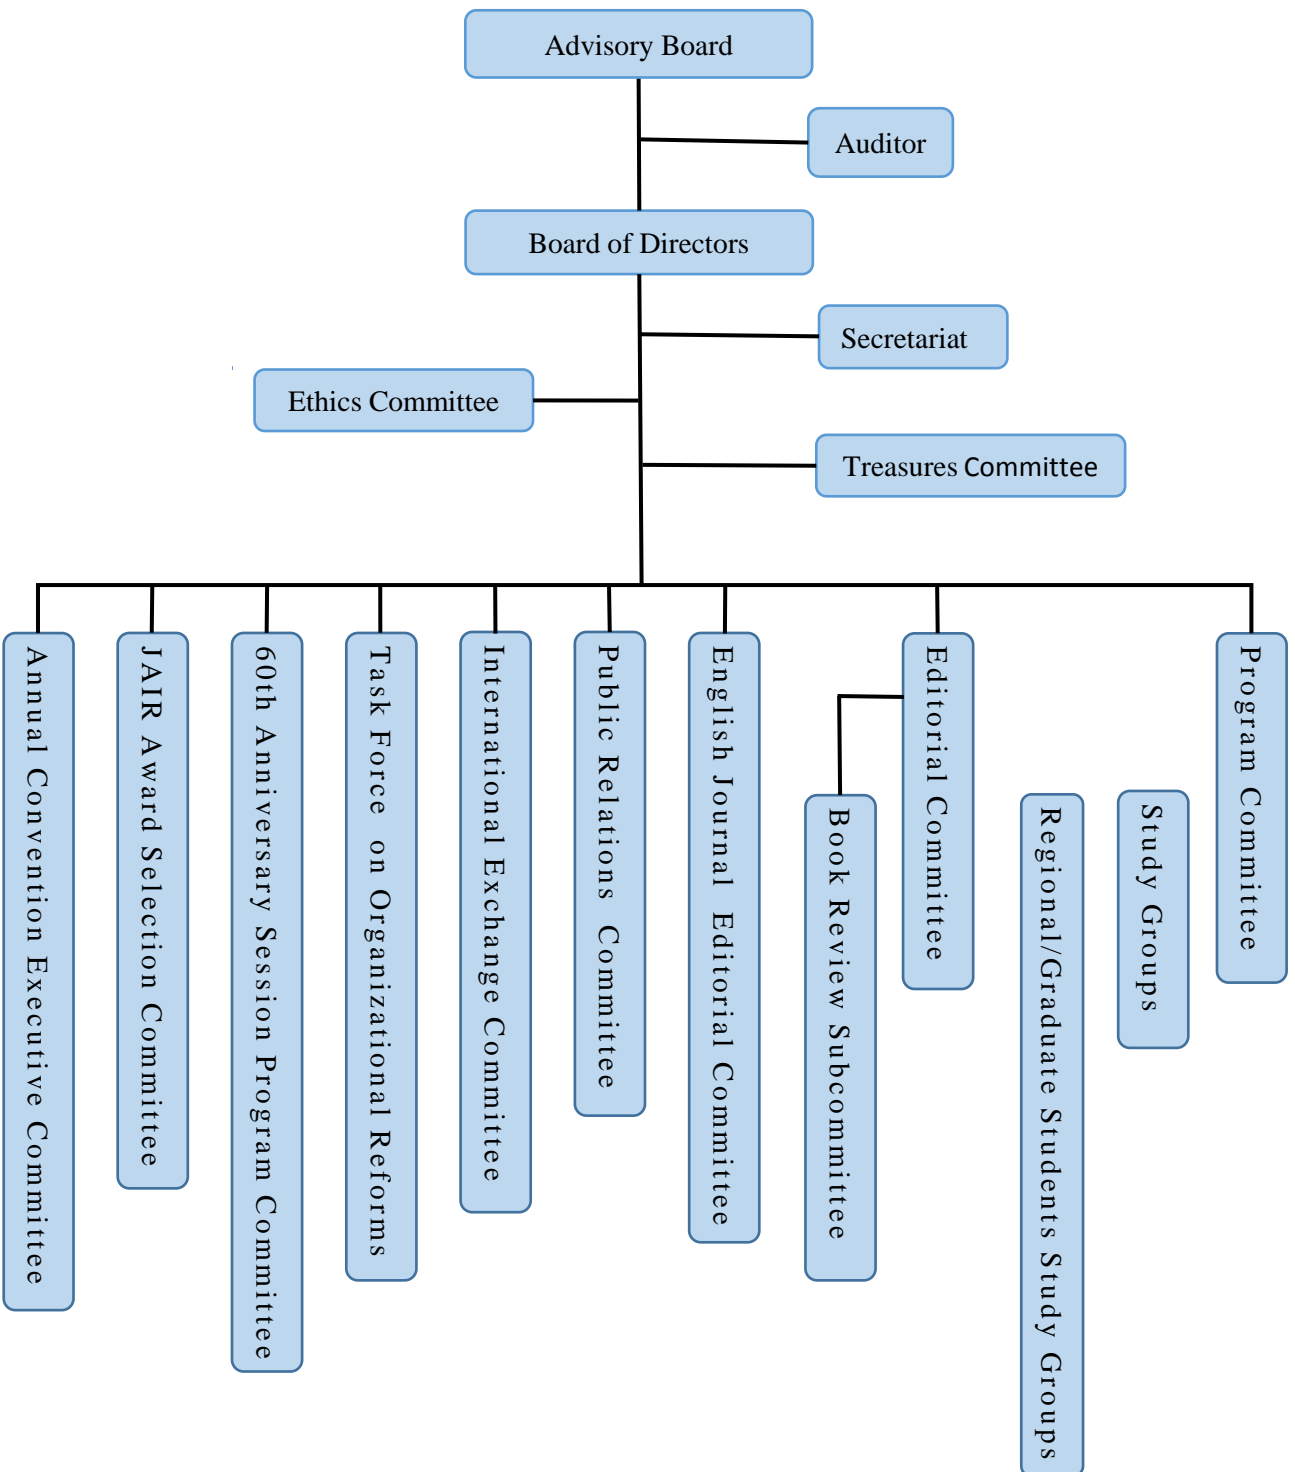 Advisory Board
Auditor
Board of Directors
Secretariat
Ethics Committee
Treasures Committee
Annual Convention Executive Committee
JAIR Award Selection Committee
60th Anniversary Session Program Committee
Task Force on Organizational Reforms
International Exchange Committee
Public Relations Committee
English Journal Editorial Committee
Book Review Subcommittee
Editorial Committee
Regional/Graduate Students Study Groups
Study Groups
Program Committee